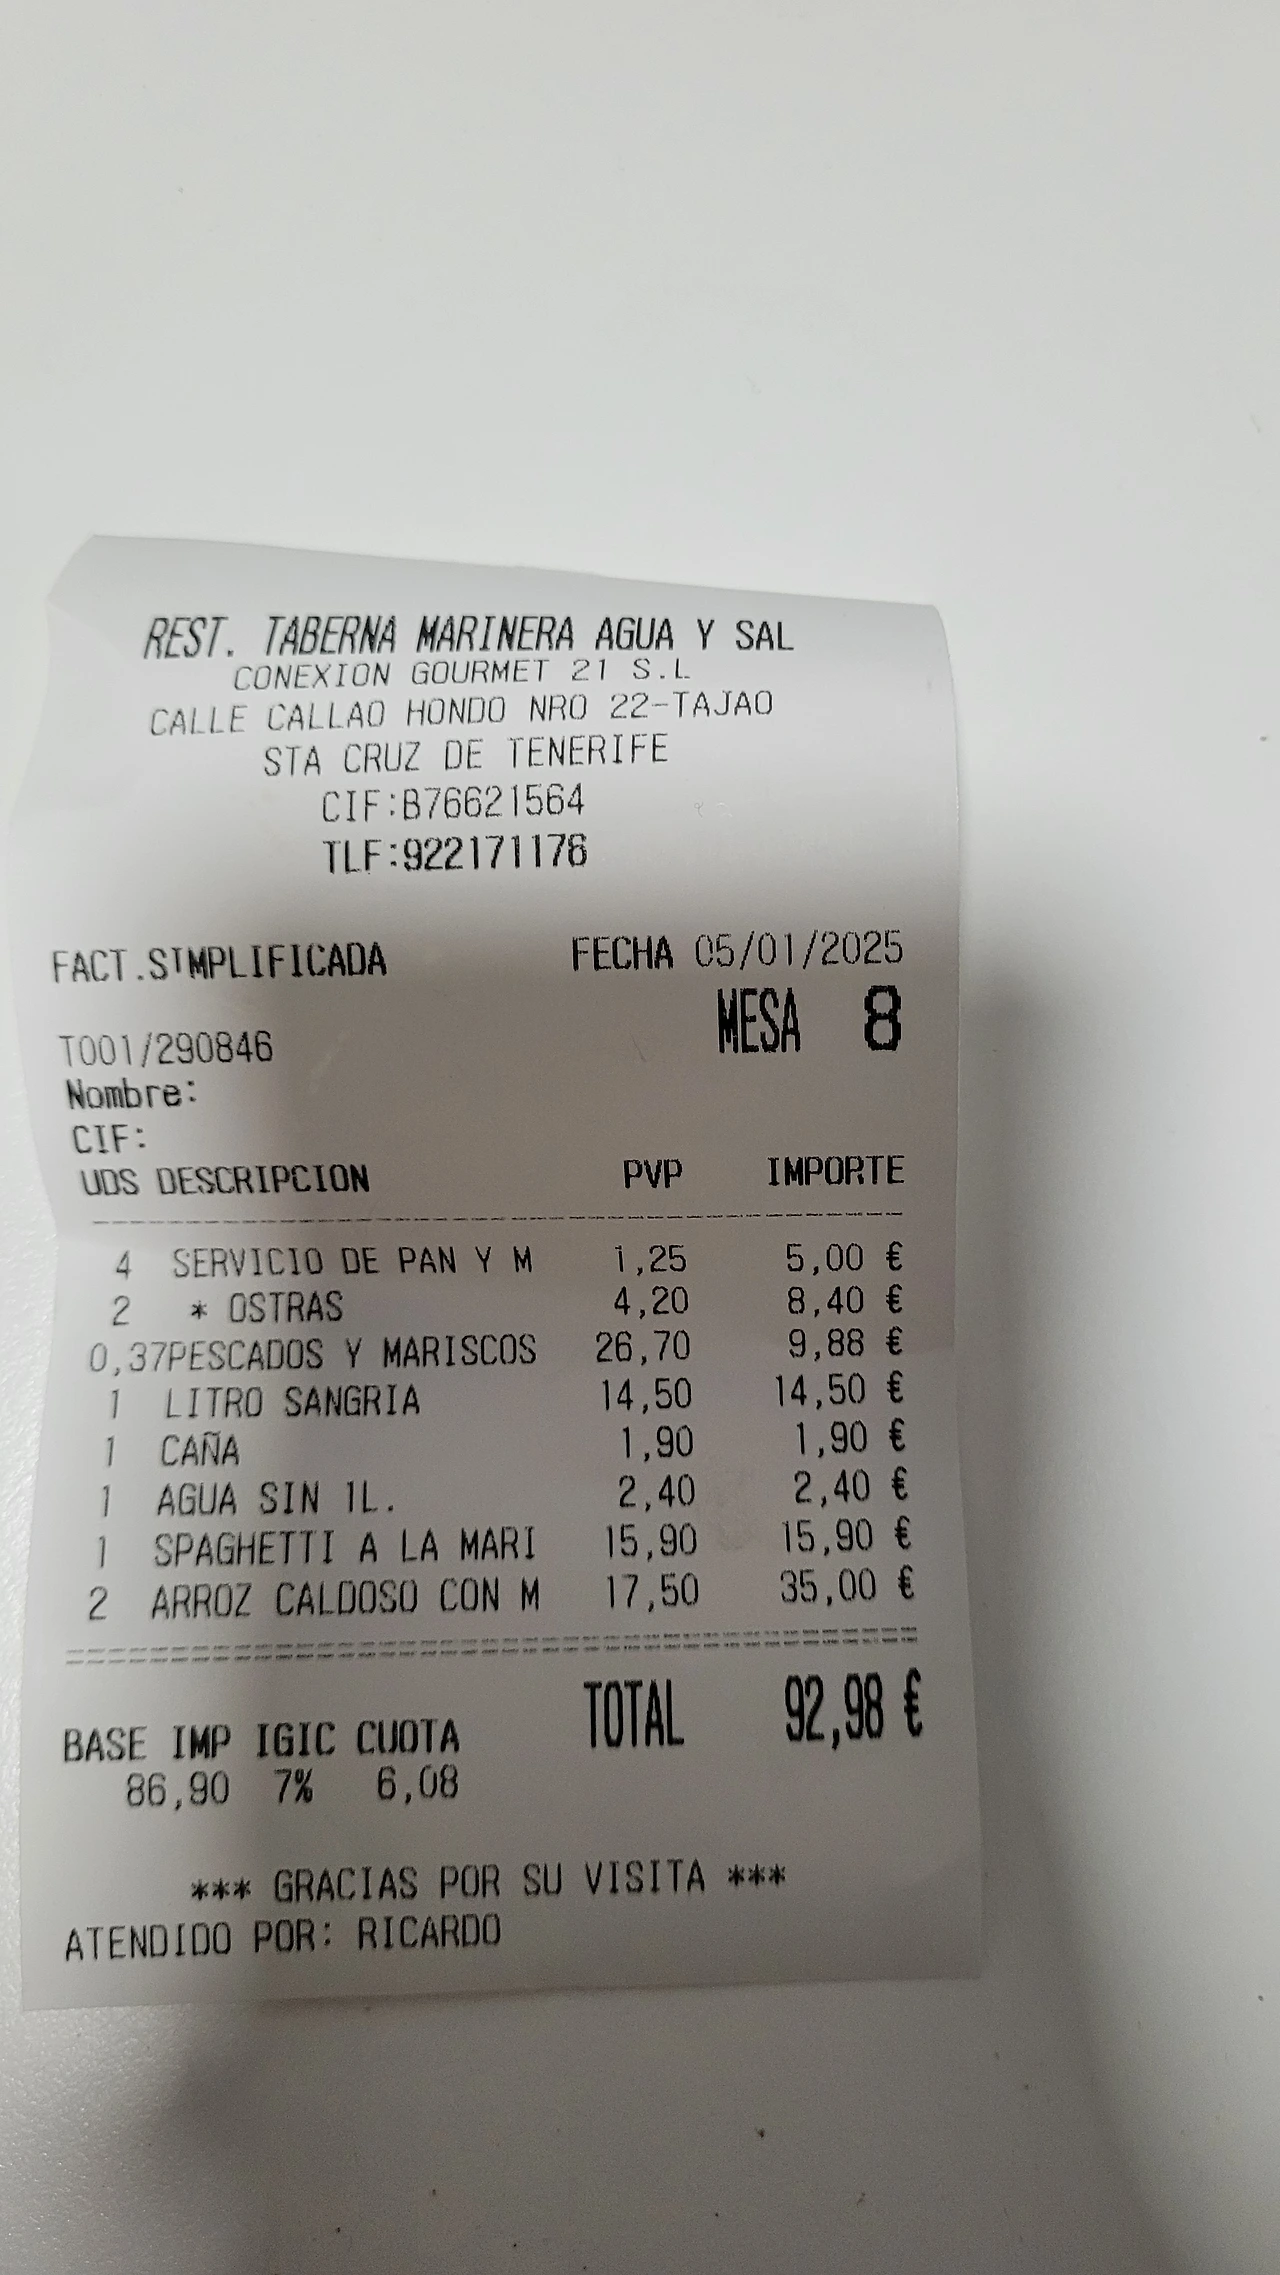 REST. TABERNA MARINERA AGUA Y SAL
CONEXION GOURMET 21 S.L
CALLE CALLAO HONDO NRO 22-TAJAO
STA CRUZ DE TENERIFE
CIF:B76621564
TLF:922171176
FACT.SIMPLIFICADA FECHA 05/01/2025
MESA 8
T001/290846
Nombre:
CIF:
UDS DESCRIPCION PVP IMPORTE
4 SERVICIO DE PAN Y M 1,25 5,00 €
2 * OSTRAS 4,20 8,40 €
0,37PESCADOS Y MARISCOS 26,70 9,88 €
1 LITRO SANGRIA 14,50 14,50 €
1 CAÑA 1,90 1,90 €
1 AGUA SIN 1L. 2,40 2,40 €
1 SPAGHETTI A LA MARI 15,90 15,90 €
2 ARROZ CALDOSO CON M 17,50 35,00 €
TOTAL 92,98 €
BASE IMP IGIC CUOTA
86,90 7% 6,08
*** GRACIAS POR SU VISITA ***
ATENDIDO POR: RICARDO